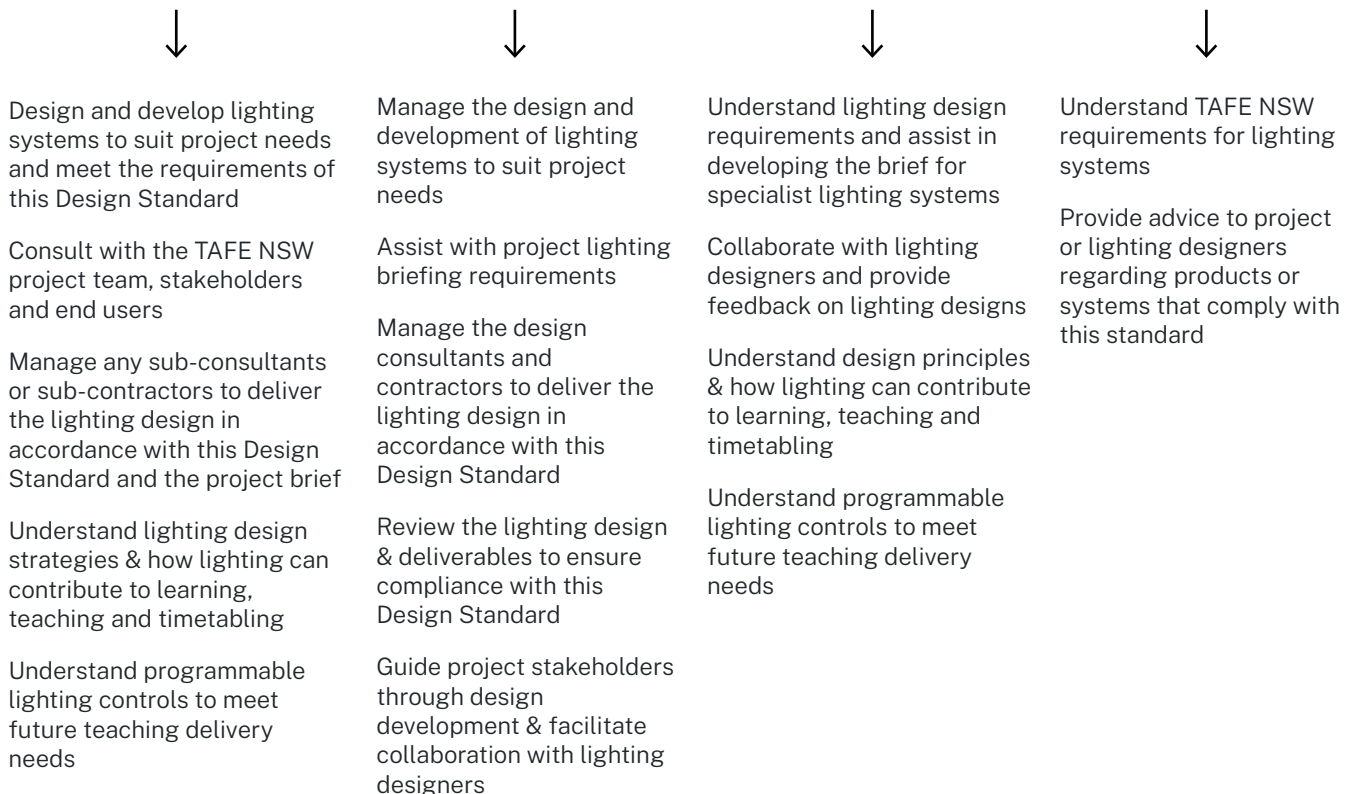 Design and develop lighting
systems to suit project needs
and meet the requirements of
this Design Standard
Consult with the TAFE NSW
project team, stakeholders
and end users
Manage any sub-consultants
or sub-contractors to deliver
the lighting design in
accordance with this Design
Standard and the project brief
Understand lighting design
strategies & how lighting can
contribute to learning,
teaching and timetabling
Understand programmable
lighting controls to meet
future teaching delivery
needs
Manage the design and
development of lighting
systems to suit project
needs
Assist with project lighting
briefing requirements
Manage the design
consultants and
contractors to deliver the
lighting design in
accordance with this
Design Standard
Review the lighting design
& deliverables to ensure
compliance with this
Design Standard
Guide project stakeholders
through design
development & facilitate
collaboration with lighting
designers
Understand lighting design
requirements and assist in
developing the brief for
specialist lighting systems
Collaborate with lighting
designers and provide
feedback on lighting designs
Understand design principles
& how lighting can contribute
to learning, teaching and
timetabling
Understand programmable
lighting controls to meet
future teaching delivery
needs
Understand TAFE NSW
requirements for lighting
systems
Provide advice to project
or lighting designers
regarding products or
systems that comply with
this standard